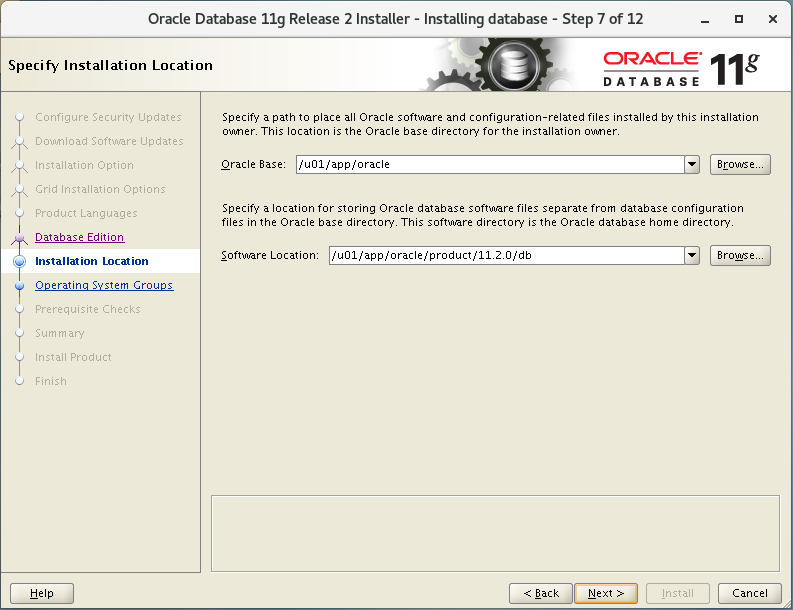 Oracle Database 11g Release 2 Installer - Installing database - Step 7 of 12
Specify Installation Location
ORACLE
DATABASE 11g
Configure Security Updates
Download Software Updates
Installation Option
Grid Installation Options
Product Languages
Database Edition
Installation Location
Operating System Groups
Prerequisite Checks
Summary
Install Product
Finish
Specify a path to place all Oracle software and configuration-related files installed by this installation
owner. This location is the Oracle base directory for the installation owner.
Oracle Base: /u01/app/oracle Browse...
Specify a location for storing Oracle database software files separate from database configuration
files in the Oracle base directory. This software directory is the Oracle database home directory.
Software Location: /u01/app/oracle/product/11.2.0/db Browse...
Help < Back Next > Install Cancel